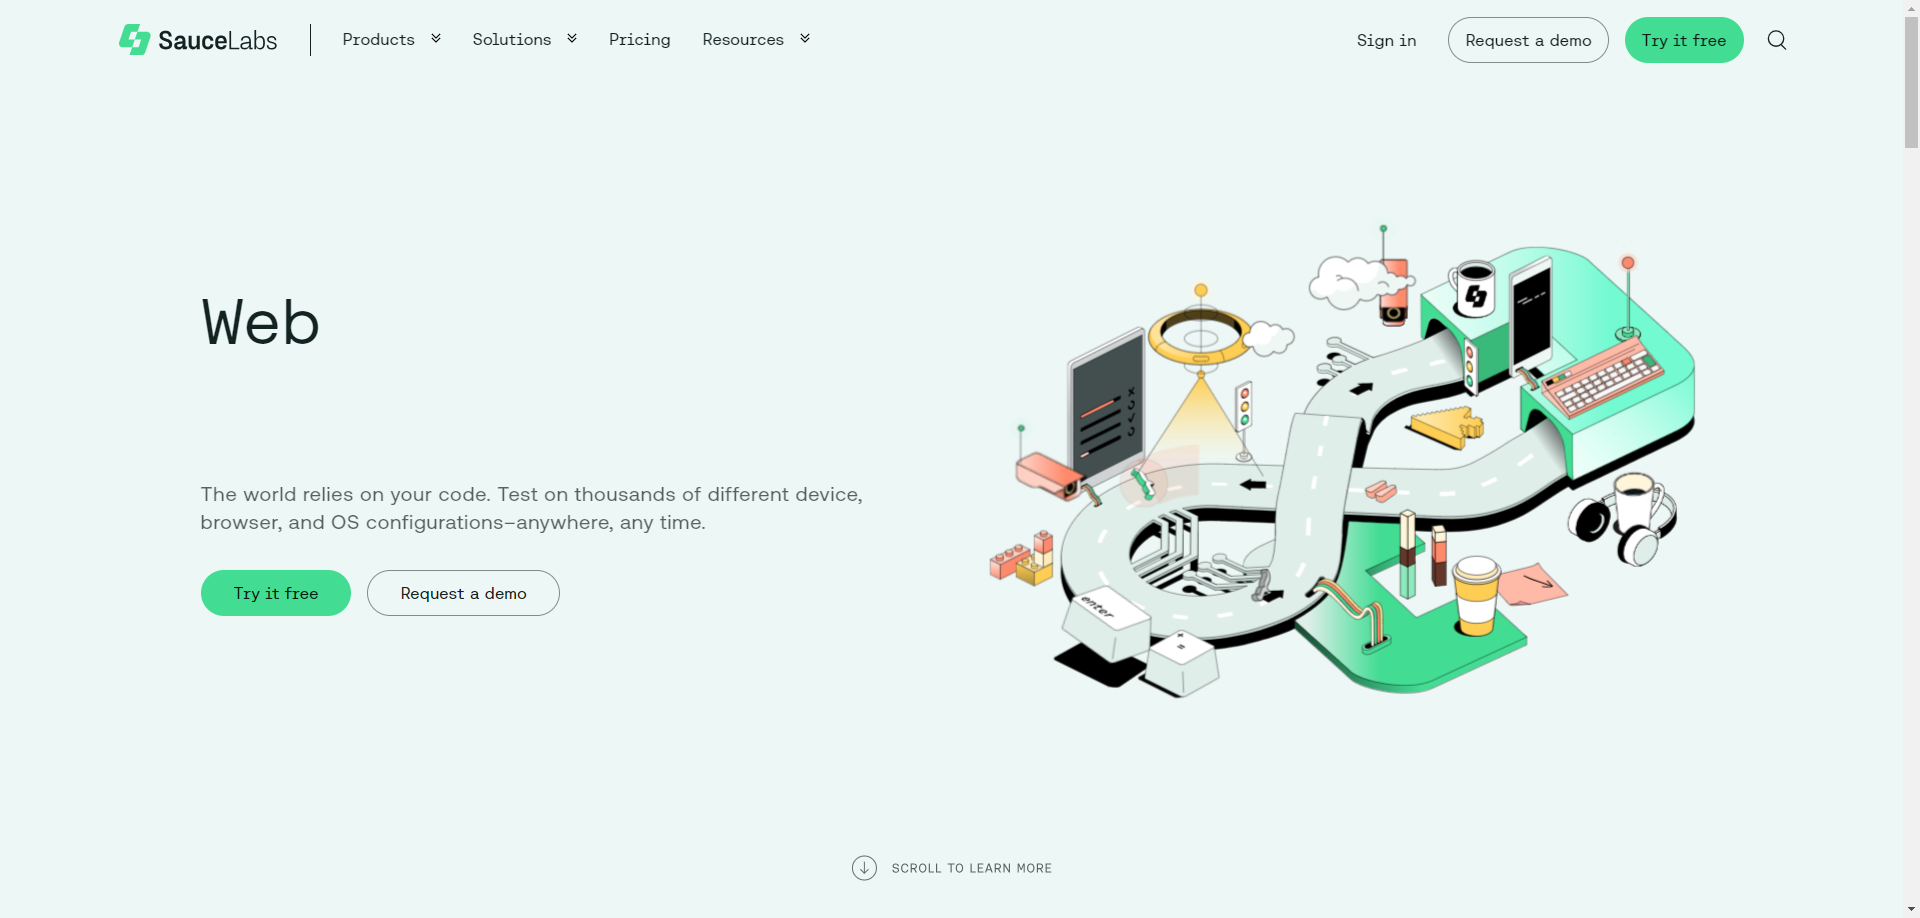 SauceLabs
Products
Solutions
Pricing
Resources
Sign in
Request a demo
Try it free
Web
The world relies on your code. Test on thousands of different device,
browser, and OS configurations–anywhere, any time.
Try it free
Request a demo
enter
SCROLL TO LEARN MORE